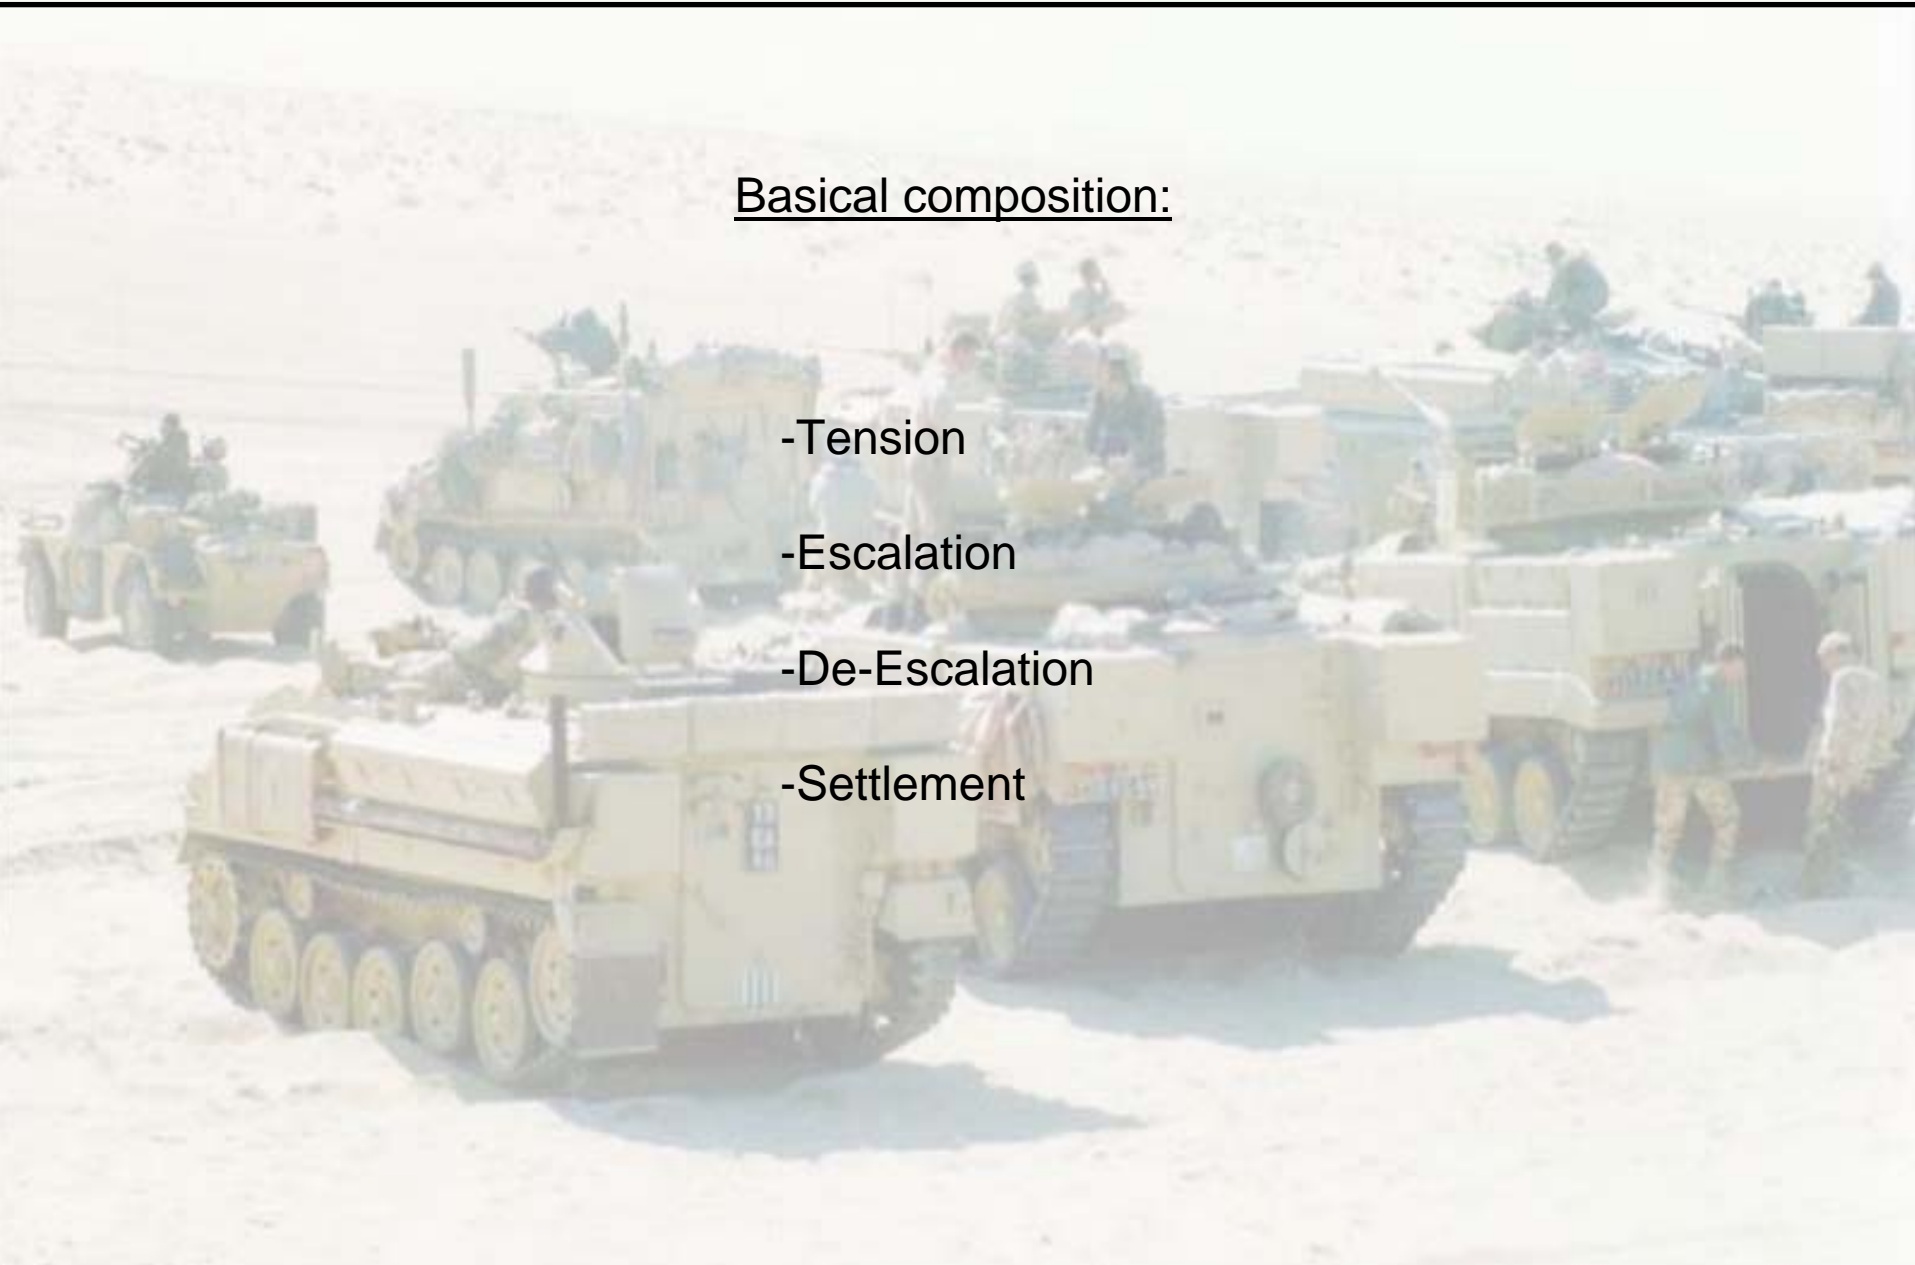 Basical composition:
-Tension
-Escalation
-De-Escalation
-Settlement